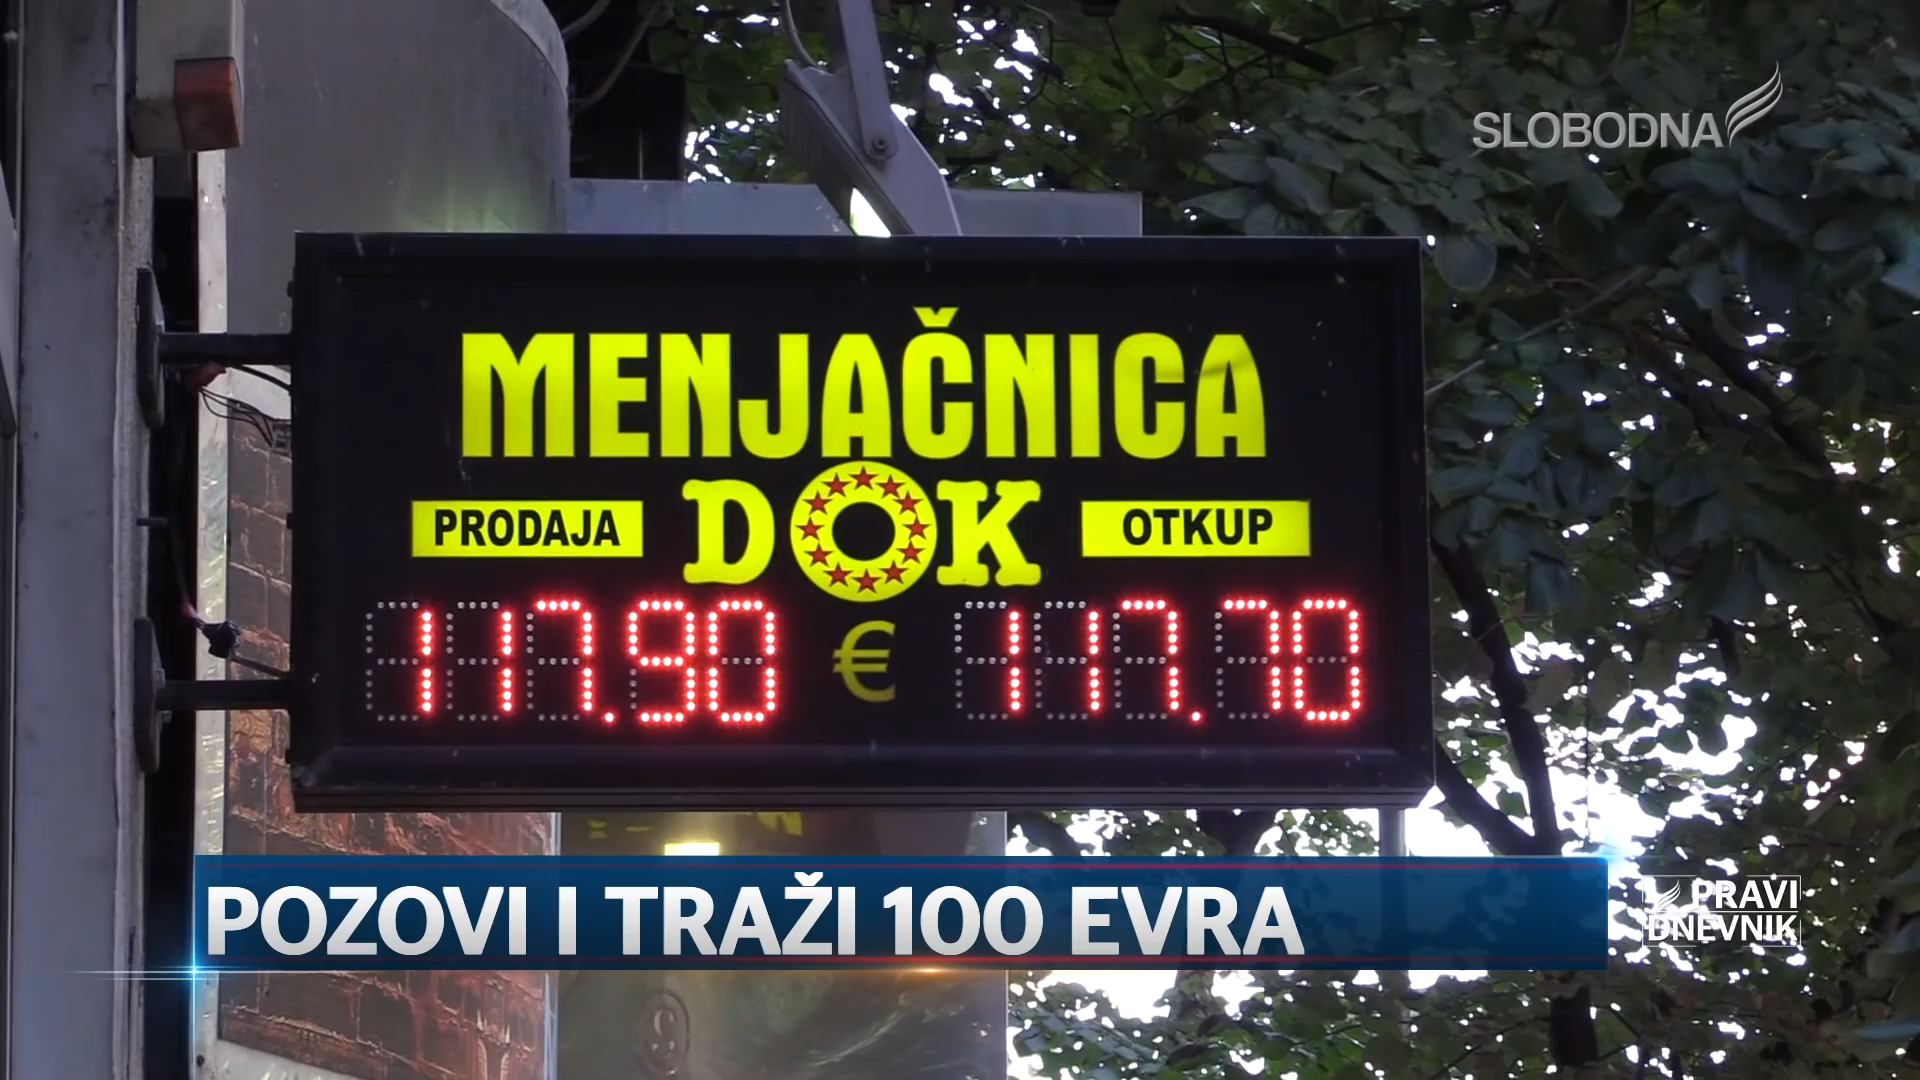 SLOBODNA
MENJAČNICA
PRODAJA DOK OTKUP
117.90 € 117.70
POZOVI I TRAŽI 100 EVRA
PRAVI
DNEVNIK